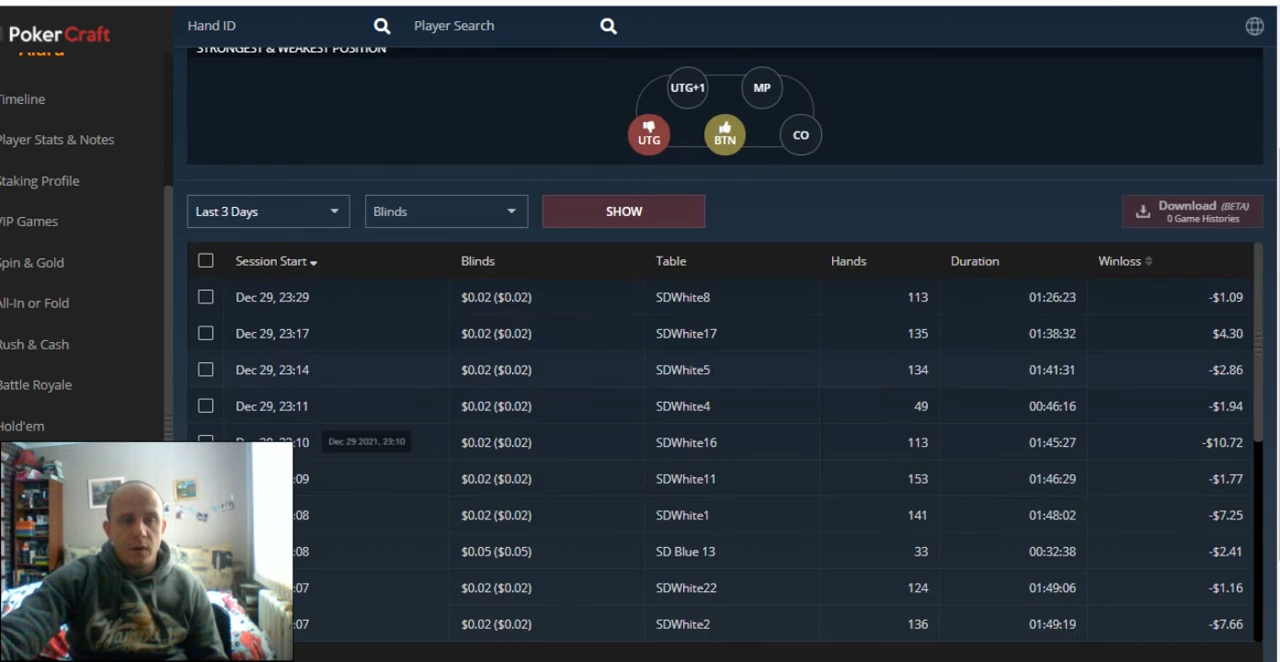 PokerCraft
Hand ID
Player Search
STRONGEST & WEAKEST POSITION
UTG+1
MP
UTG
BTN
CO
Timeline
Player Stats & Notes
Staking Profile
VIP Games
Spin & Gold
All-In or Fold
Rush & Cash
Battle Royale
Hold'em
Last 3 Days
Blinds
SHOW
Download (BETA)
0 Game Histories
Session Start Blinds Table Hands Duration Winloss
Dec 29, 23:29 $0.02 ($0.02) SDWhite8 113 01:26:23 -$1.09
Dec 29, 23:17 $0.02 ($0.02) SDWhite17 135 01:38:32 $4.30
Dec 29, 23:14 $0.02 ($0.02) SDWhite5 134 01:41:31 -$2.86
Dec 29, 23:11 $0.02 ($0.02) SDWhite4 49 00:46:16 -$1.94
Dec 29, 23:10 Dec 29 2021, 23:10 $0.02 ($0.02) SDWhite16 113 01:45:27 -$10.72
:09 $0.02 ($0.02) SDWhite11 153 01:46:29 -$1.77
:08 $0.02 ($0.02) SDWhite1 141 01:48:02 -$7.25
:08 $0.05 ($0.05) SD Blue 13 33 00:32:38 -$2.41
:07 $0.02 ($0.02) SDWhite22 124 01:49:06 -$1.16
:07 $0.02 ($0.02) SDWhite2 136 01:49:19 -$7.66